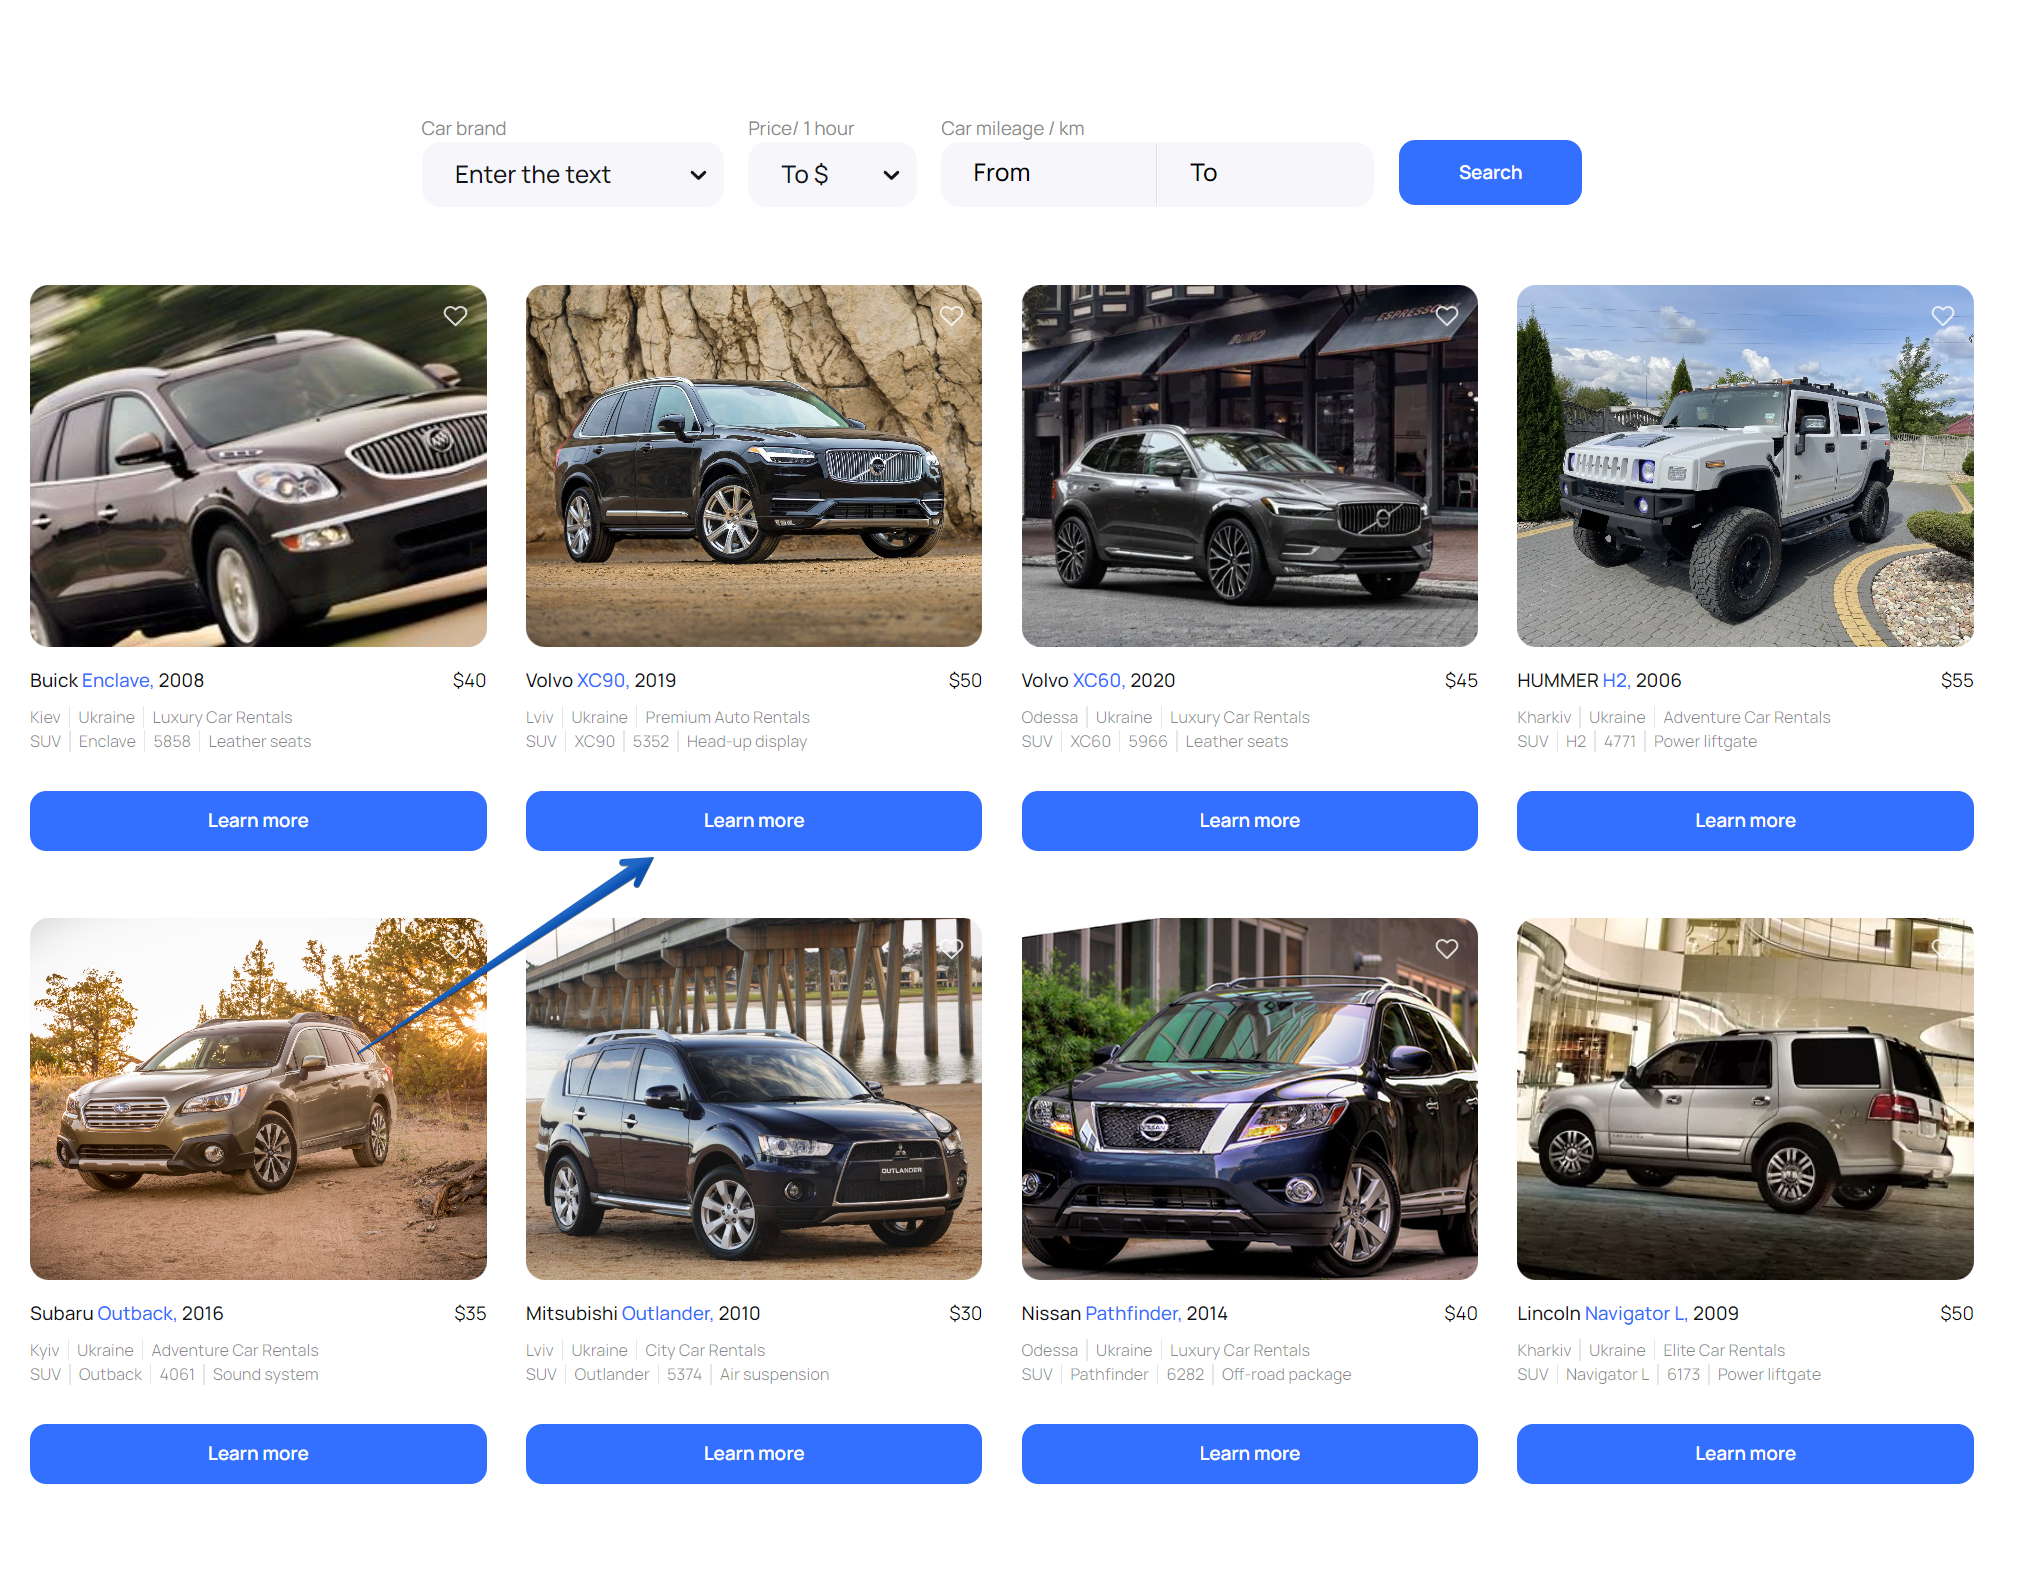 Car brand
Price/ 1 hour
Car mileage / km
Enter the text
To $
From
To
Search
ESPRESSO
BURO
Buick Enclave, 2008
$40
Kiev | Ukraine | Luxury Car Rentals
SUV | Enclave | 5858 | Leather seats
Learn more
Volvo XC90, 2019
$50
Lviv | Ukraine | Premium Auto Rentals
SUV | XC90 | 5352 | Head-up display
Learn more
Volvo XC60, 2020
$45
Odessa | Ukraine | Luxury Car Rentals
SUV | XC60 | 5966 | Leather seats
Learn more
HUMMER H2, 2006
$55
Kharkiv | Ukraine | Adventure Car Rentals
SUV | H2 | 4771 | Power liftgate
Learn more
Subaru Outback, 2016
$35
Kyiv | Ukraine | Adventure Car Rentals
SUV | Outback | 4061 | Sound system
Learn more
OUTLANDER
Mitsubishi Outlander, 2010
$30
Lviv | Ukraine | City Car Rentals
SUV | Outlander | 5374 | Air suspension
Learn more
NISSAN
Nissan Pathfinder, 2014
$40
Odessa | Ukraine | Luxury Car Rentals
SUV | Pathfinder | 6282 | Off-road package
Learn more
Lincoln Navigator L, 2009
$50
Kharkiv | Ukraine | Elite Car Rentals
SUV | Navigator L | 6173 | Power liftgate
Learn more